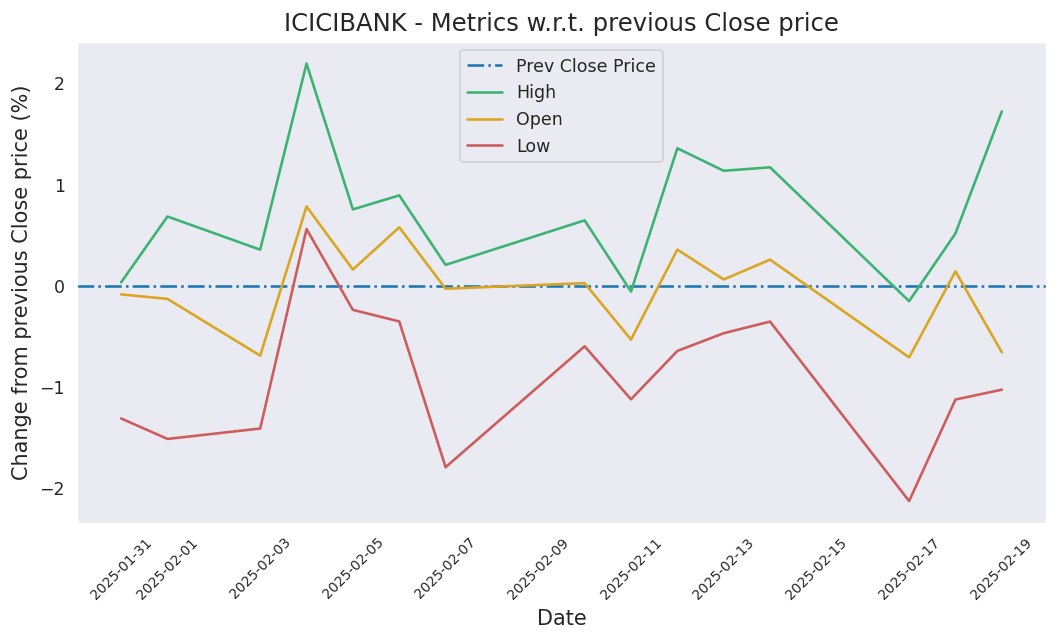 ICICIBANK - Metrics w.r.t. previous Close price
Prev Close Price
High
Open
Low
Change from previous Close price (%)
2
1
0
−1
−2
2025-01-31
2025-02-01
2025-02-03
2025-02-05
2025-02-07
2025-02-09
2025-02-11
2025-02-13
2025-02-15
2025-02-17
2025-02-19
Date